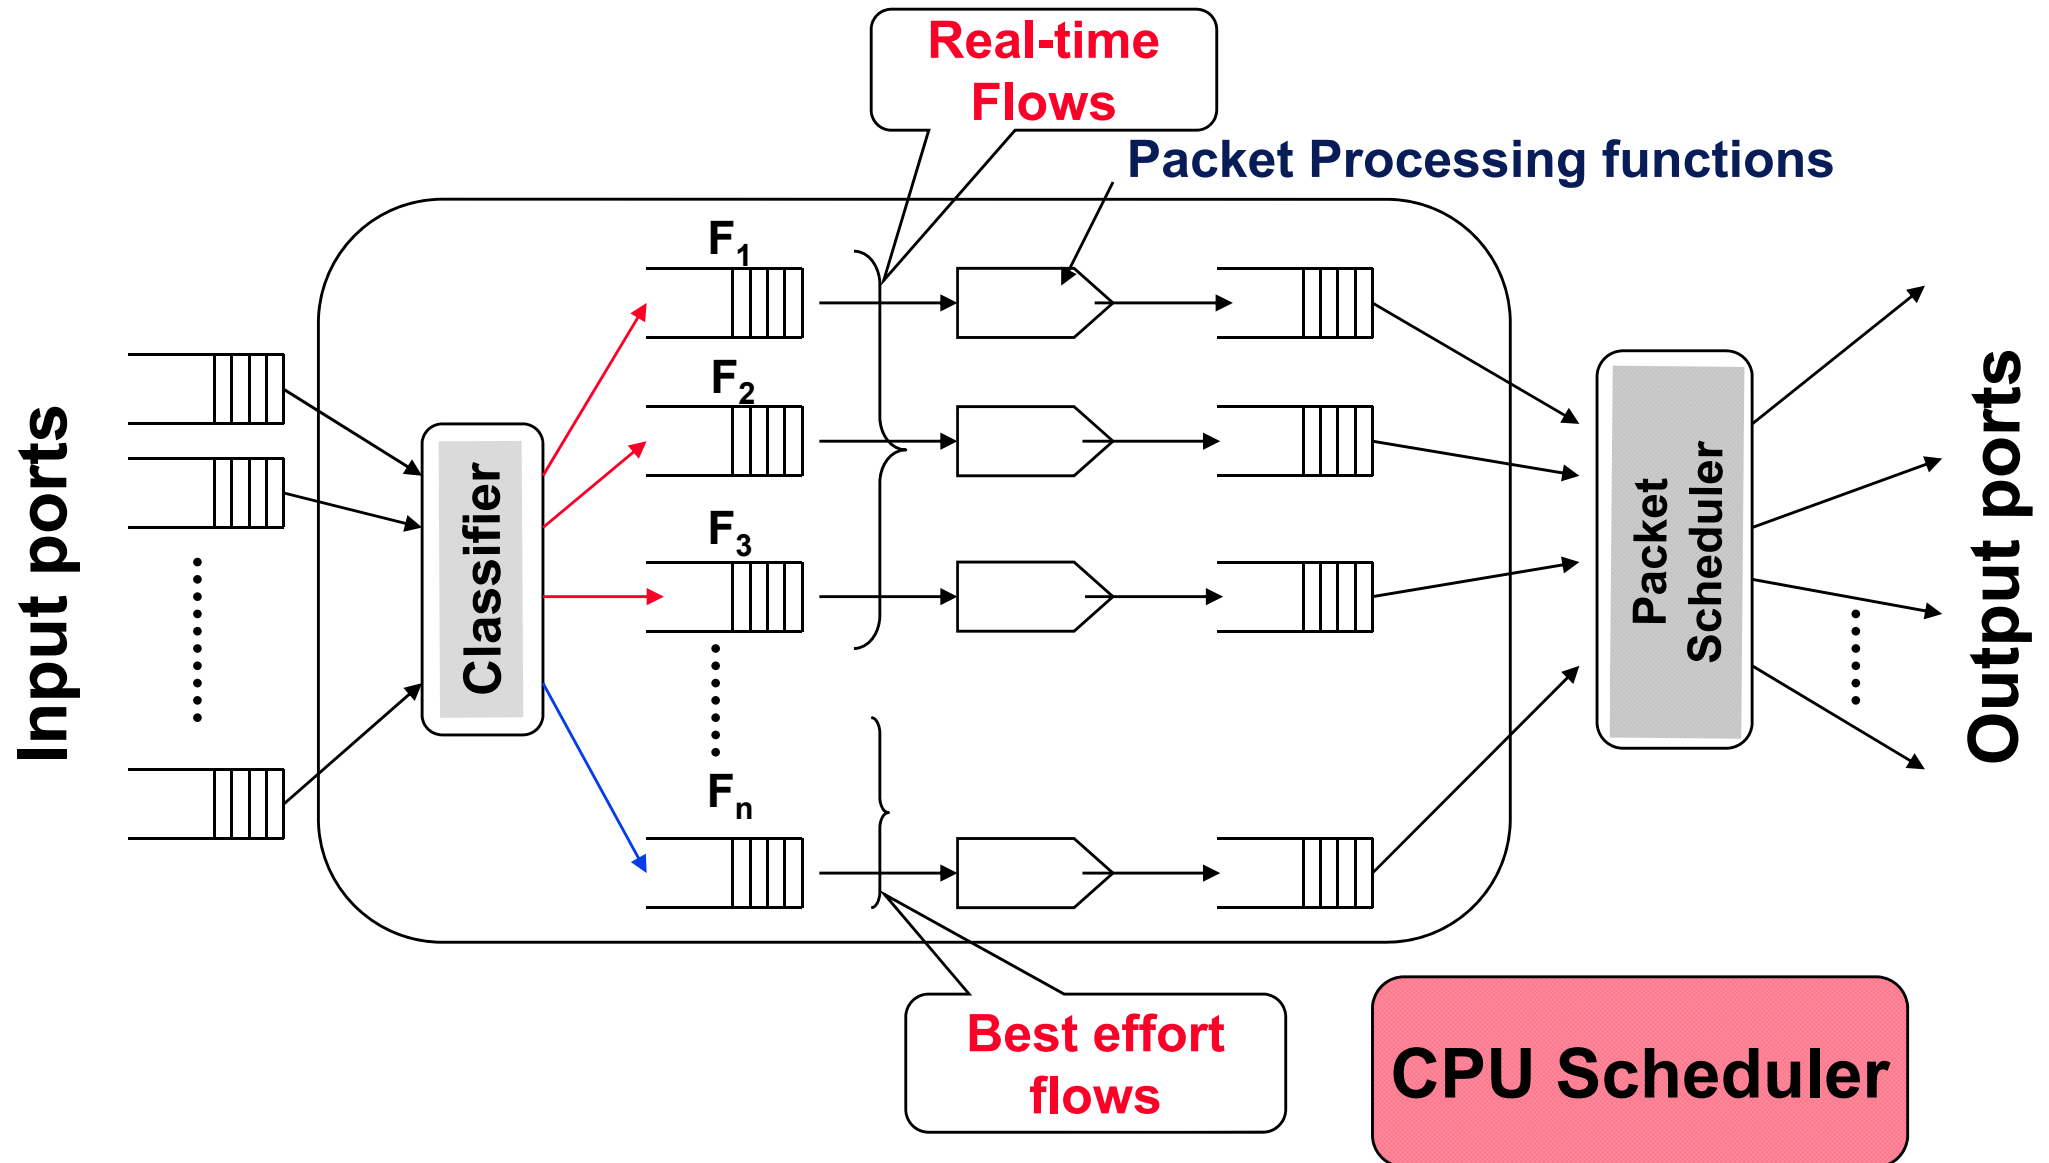 Real-time
Flows
Packet Processing functions
F1
F2
F3
Fn
Input ports
Classifier
Packet
Scheduler
Output ports
Best effort
flows
CPU Scheduler